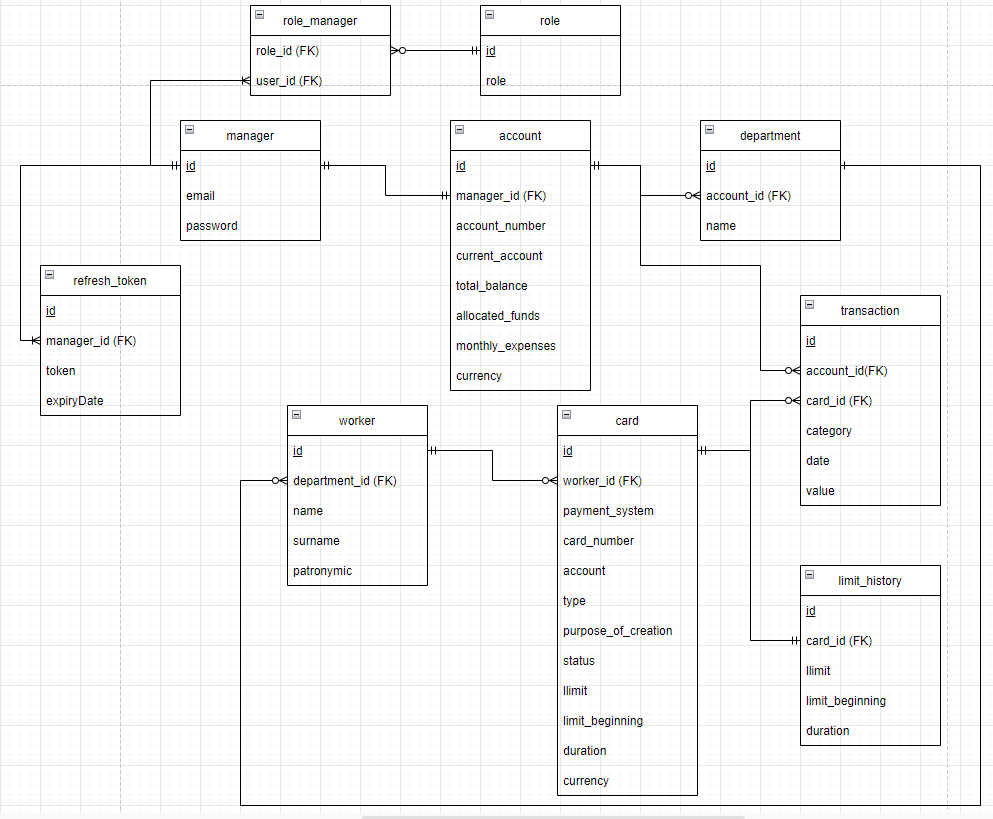 role_manager
role_id (FK)
user_id (FK)
role
id
role
manager
id
email
password
account
id
manager_id (FK)
account_number
current_account
total_balance
allocated_funds
monthly_expenses
currency
department
id
account_id (FK)
name
refresh_token
id
manager_id (FK)
token
expiryDate
transaction
id
account_id(FK)
card_id (FK)
category
date
value
worker
id
department_id (FK)
name
surname
patronymic
card
id
worker_id (FK)
payment_system
card_number
account
type
purpose_of_creation
status
llimit
limit_beginning
duration
currency
limit_history
id
card_id (FK)
llimit
limit_beginning
duration